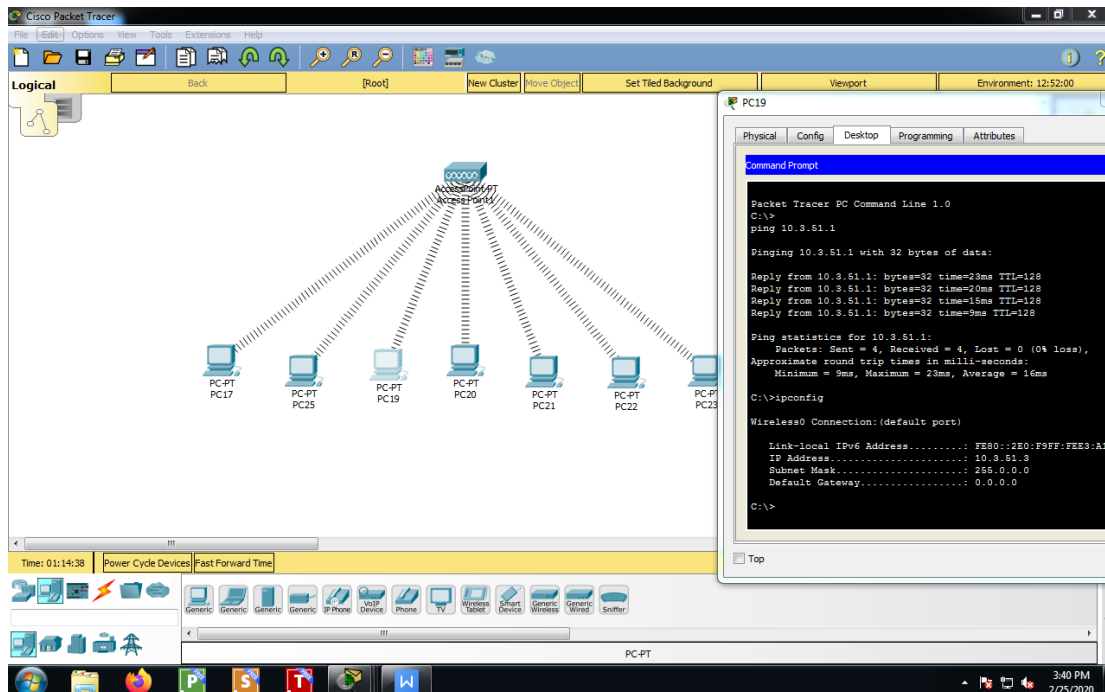 Cisco Packet Tracer
File Edit Options View Tools Extensions Help
Logical Back [Root] New Cluster Move Object Set Tiled Background Viewport Environment: 12:52:00
AccessPoint-PT
Access Point1
PC-PT
PC17
PC-PT
PC25
PC-PT
PC19
PC-PT
PC20
PC-PT
PC21
PC-PT
PC22
PC-P
PC23
PC19
Physical Config Desktop Programming Attributes
Command Prompt
Packet Tracer PC Command Line 1.0
C:\>
ping 10.3.51.1
Pinging 10.3.51.1 with 32 bytes of data:
Reply from 10.3.51.1: bytes=32 time=23ms TTL=128
Reply from 10.3.51.1: bytes=32 time=20ms TTL=128
Reply from 10.3.51.1: bytes=32 time=15ms TTL=128
Reply from 10.3.51.1: bytes=32 time=9ms TTL=128
Ping statistics for 10.3.51.1:
Packets: Sent = 4, Received = 4, Lost = 0 (0% loss),
Approximate round trip times in milli-seconds:
Minimum = 9ms, Maximum = 23ms, Average = 16ms
C:\>ipconfig
Wireless0 Connection:(default port)
Link-local IPv6 Address.........: FE80::2E0:F9FF:FEE3:A1
IP Address......................: 10.3.51.3
Subnet Mask.....................: 255.0.0.0
Default Gateway.................: 0.0.0.0
C:\>
Top
Time: 01:14:38 Power Cycle Devices Fast Forward Time
Generic Generic Generic Generic IP Phone VoIP Device Phone TV Wireless Tablet Smart Device Generic Wireless Generic Wired Sniffer
PC-PT
3:40 PM
2/25/2020